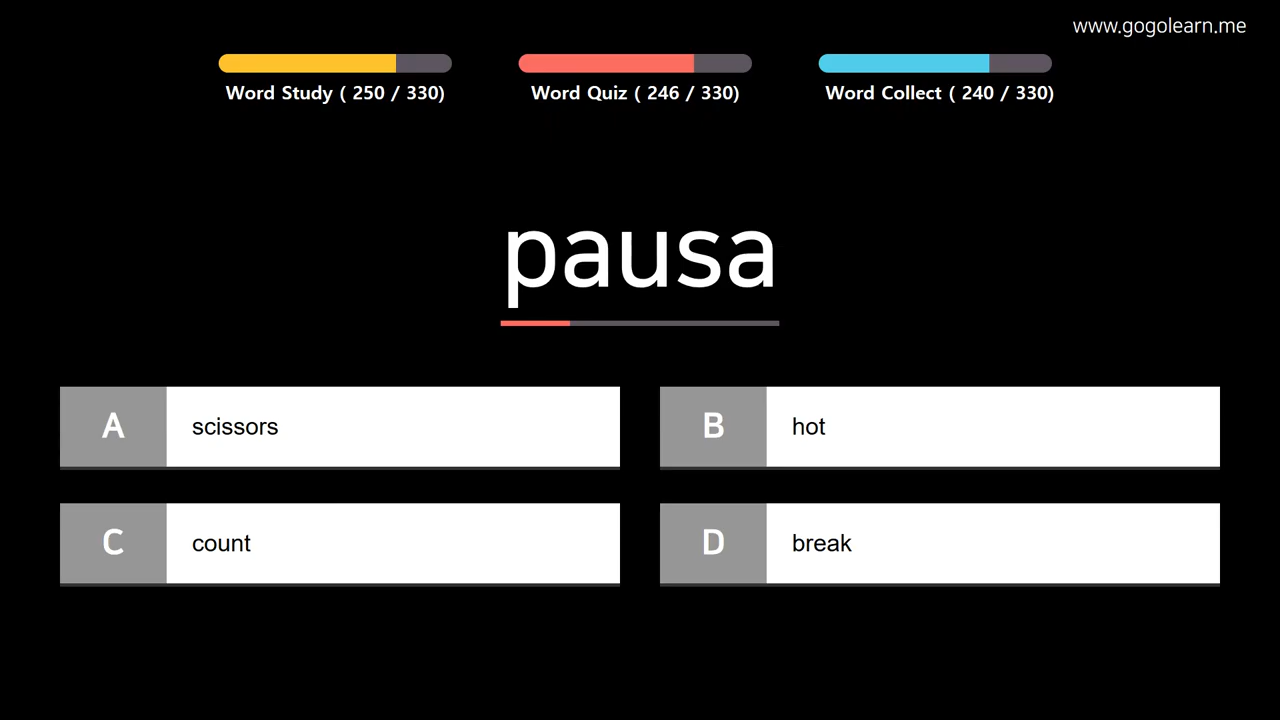 www.gogolearn.me
Word Study ( 250 / 330)
Word Quiz ( 246 / 330)
Word Collect ( 240 / 330)
pausa
A scissors
B hot
C count
D break